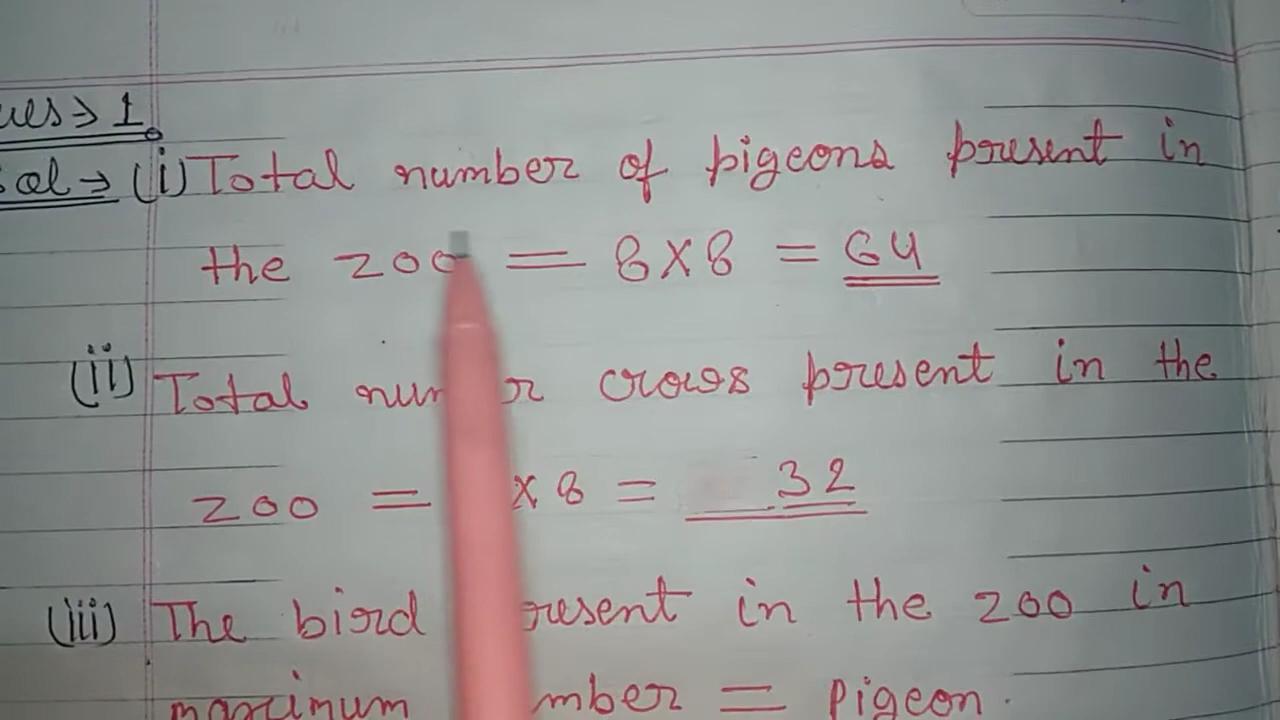 ues → 1.
Sol → (i) Total number of pigeons present in
the zoo = 8 × 8 = 64
(ii) Total crows present in the
zoo = × 8 = 32
(iii) The bird present in the zoo in
maximum = pigeon.